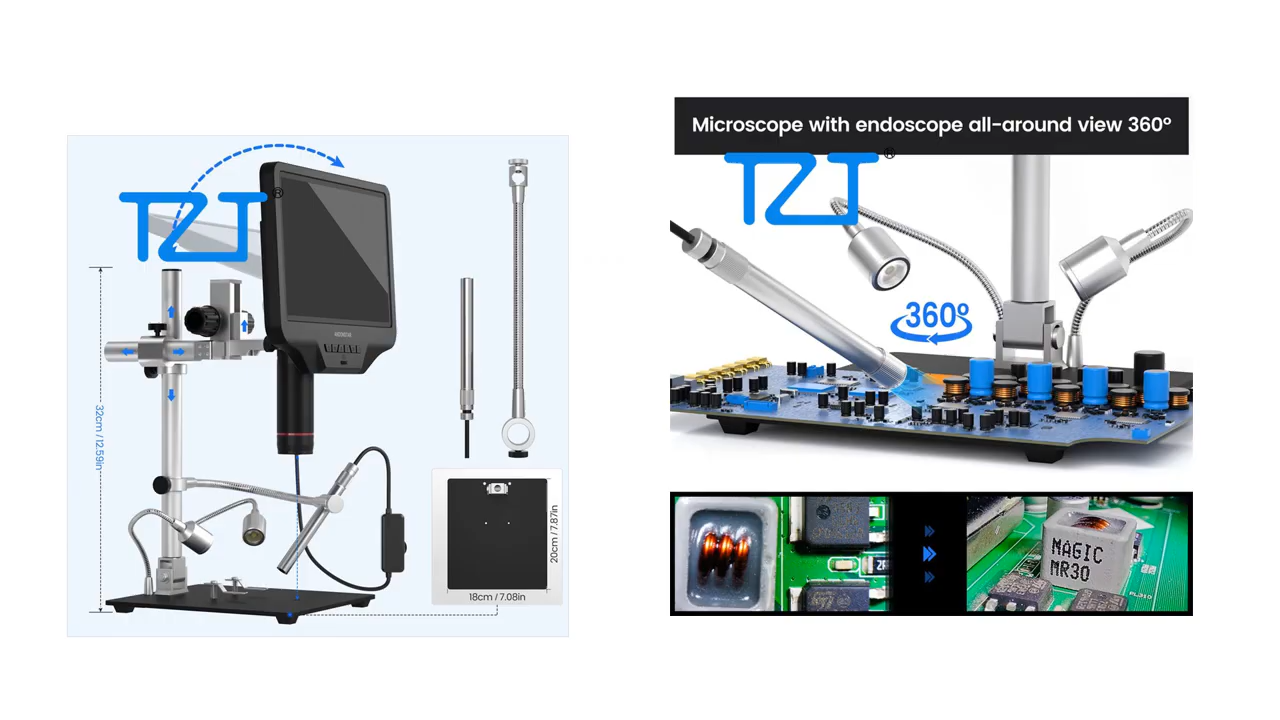 TZT®
32cm / 12.59in
20cm / 7.87in
18cm / 7.08in
Microscope with endoscope all-around view 360°
TZT®
360°
MAGIC
MR30